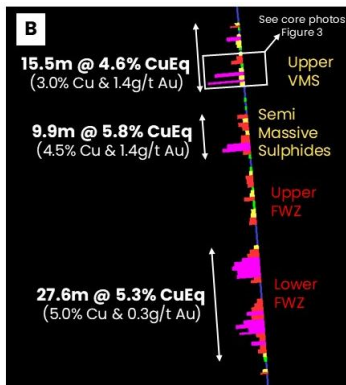 B
See core photos
Figure 3
15.5m @ 4.6% CuEq
(3.0% Cu & 1.4g/t Au)
Upper
VMS
9.9m @ 5.8% CuEq
(4.5% Cu & 1.4g/t Au)
Semi
Massive
Sulphides
Upper
FWZ
27.6m @ 5.3% CuEq
(5.0% Cu & 0.3g/t Au)
Lower
FWZ